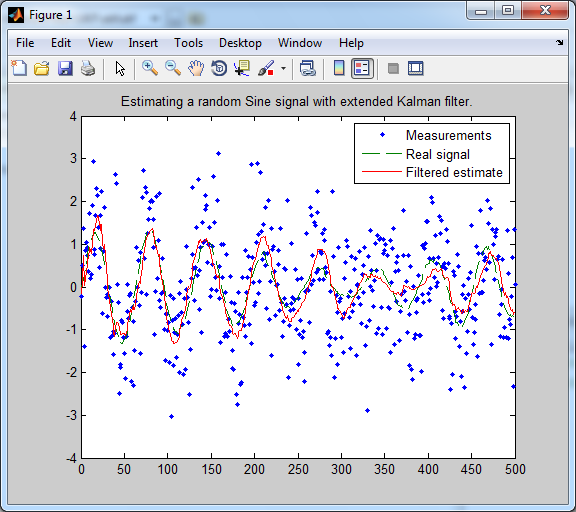 Figure 1
File Edit View Insert Tools Desktop Window Help
Estimating a random Sine signal with extended Kalman filter.
Measurements
Real signal
Filtered estimate
4
3
2
1
0
-1
-2
-3
-4
0 50 100 150 200 250 300 350 400 450 500